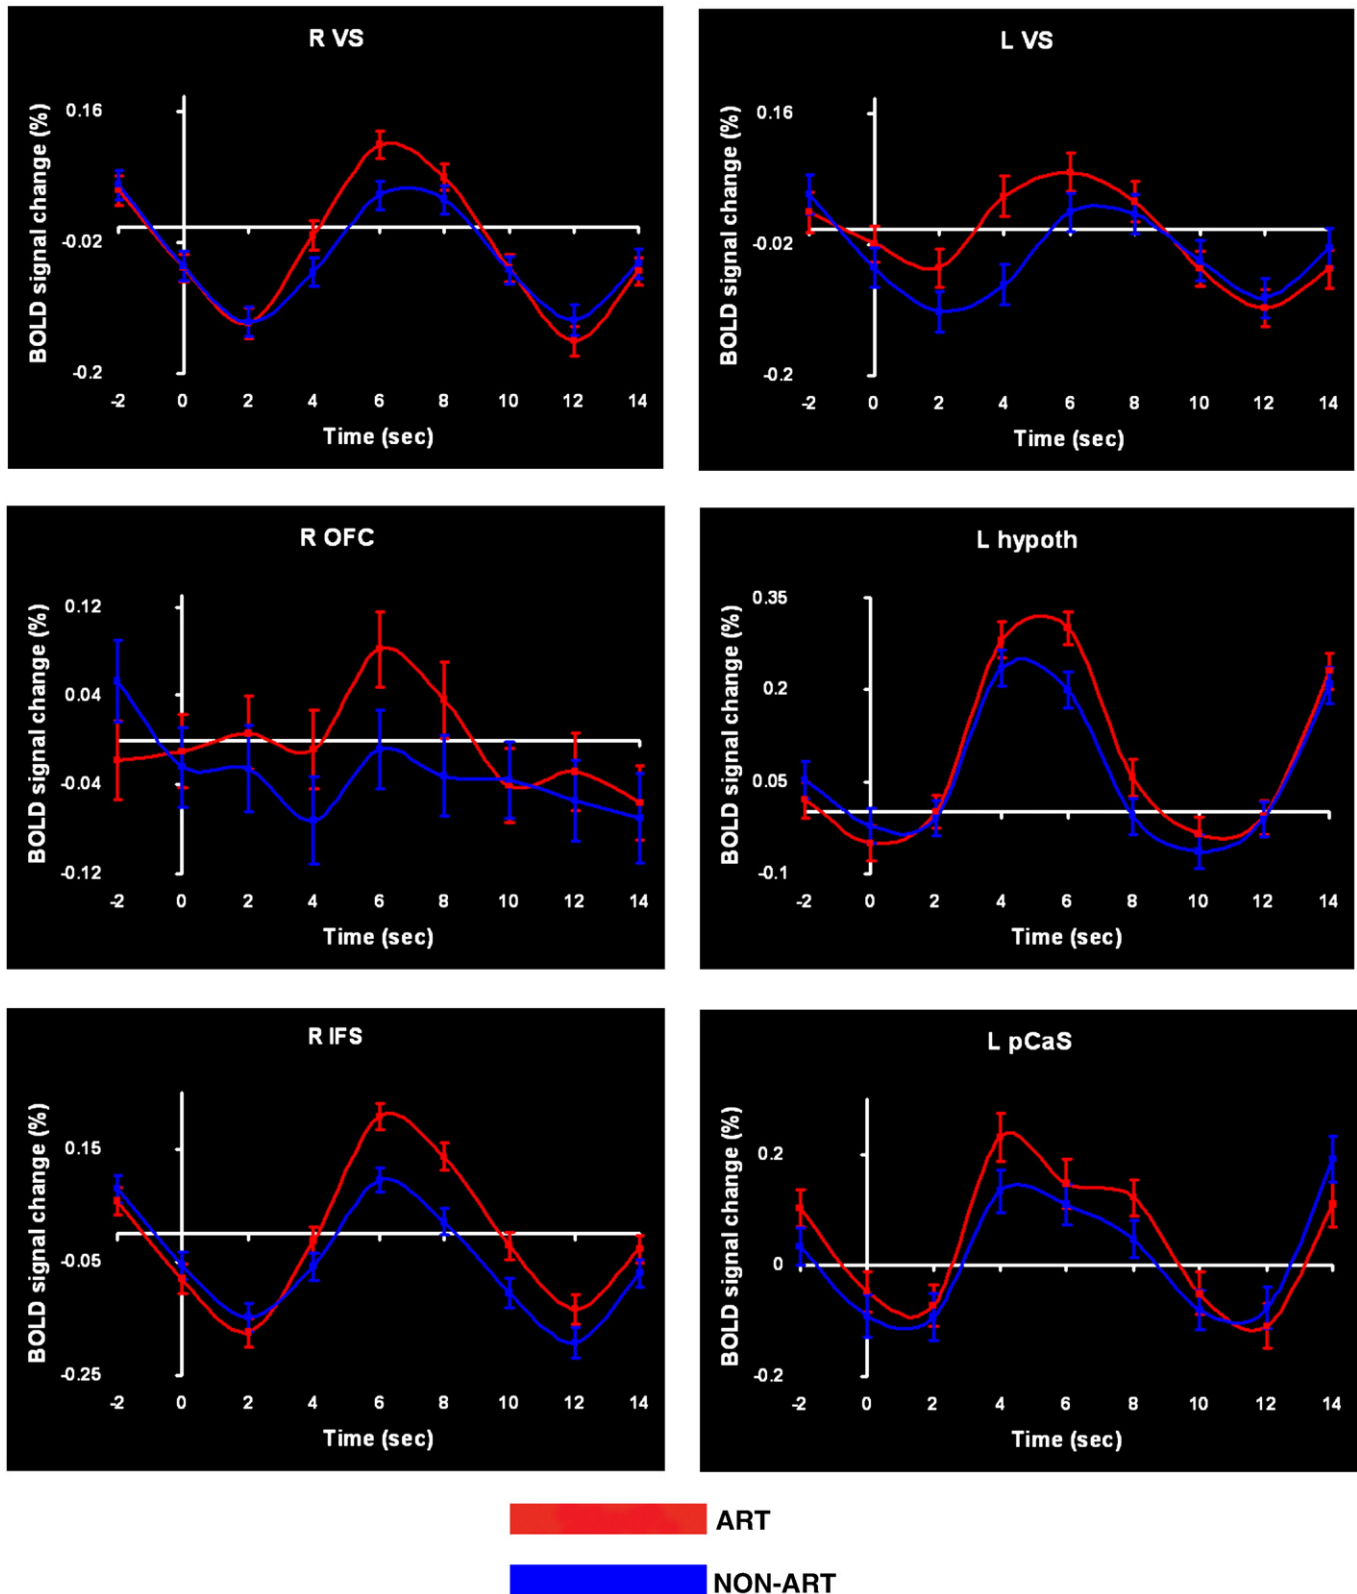 R VS
BOLD signal change (%)
0.16
-0.02
-0.2
-2 0 2 4 6 8 10 12 14
Time (sec)
L VS
BOLD signal change (%)
0.16
-0.02
-0.2
-2 0 2 4 6 8 10 12 14
Time (sec)
R OFC
BOLD signal change (%)
0.12
0.04
-0.04
-0.12
-2 0 2 4 6 8 10 12 14
Time (sec)
L hypoth
BOLD signal change (%)
0.35
0.2
0.05
-0.1
-2 0 2 4 6 8 10 12 14
Time (sec)
R IFS
BOLD signal change (%)
0.15
-0.05
-0.25
-2 0 2 4 6 8 10 12 14
Time (sec)
L pCaS
BOLD signal change (%)
0.2
0
-0.2
-2 0 2 4 6 8 10 12 14
Time (sec)
ART
NON-ART